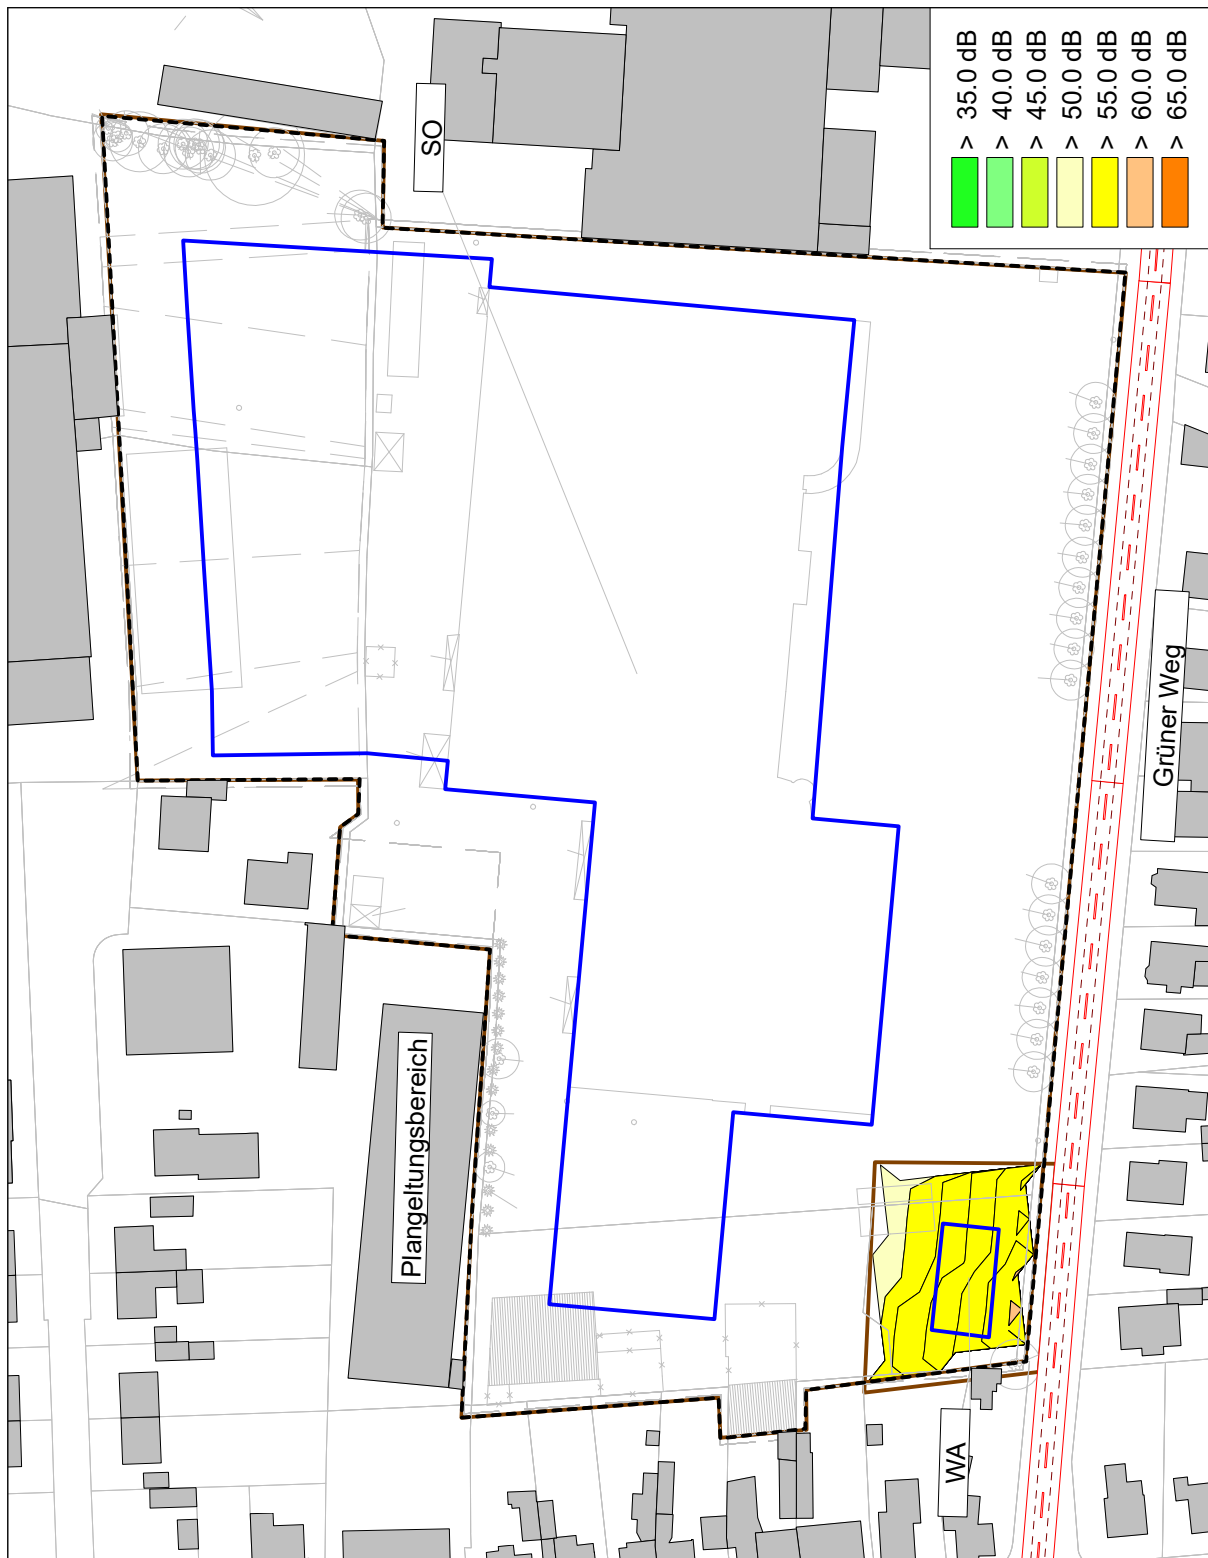 SO
> 35.0 dB
> 40.0 dB
> 45.0 dB
> 50.0 dB
> 55.0 dB
> 60.0 dB
> 65.0 dB
Plangeltungsbereich
Grüner Weg
WA